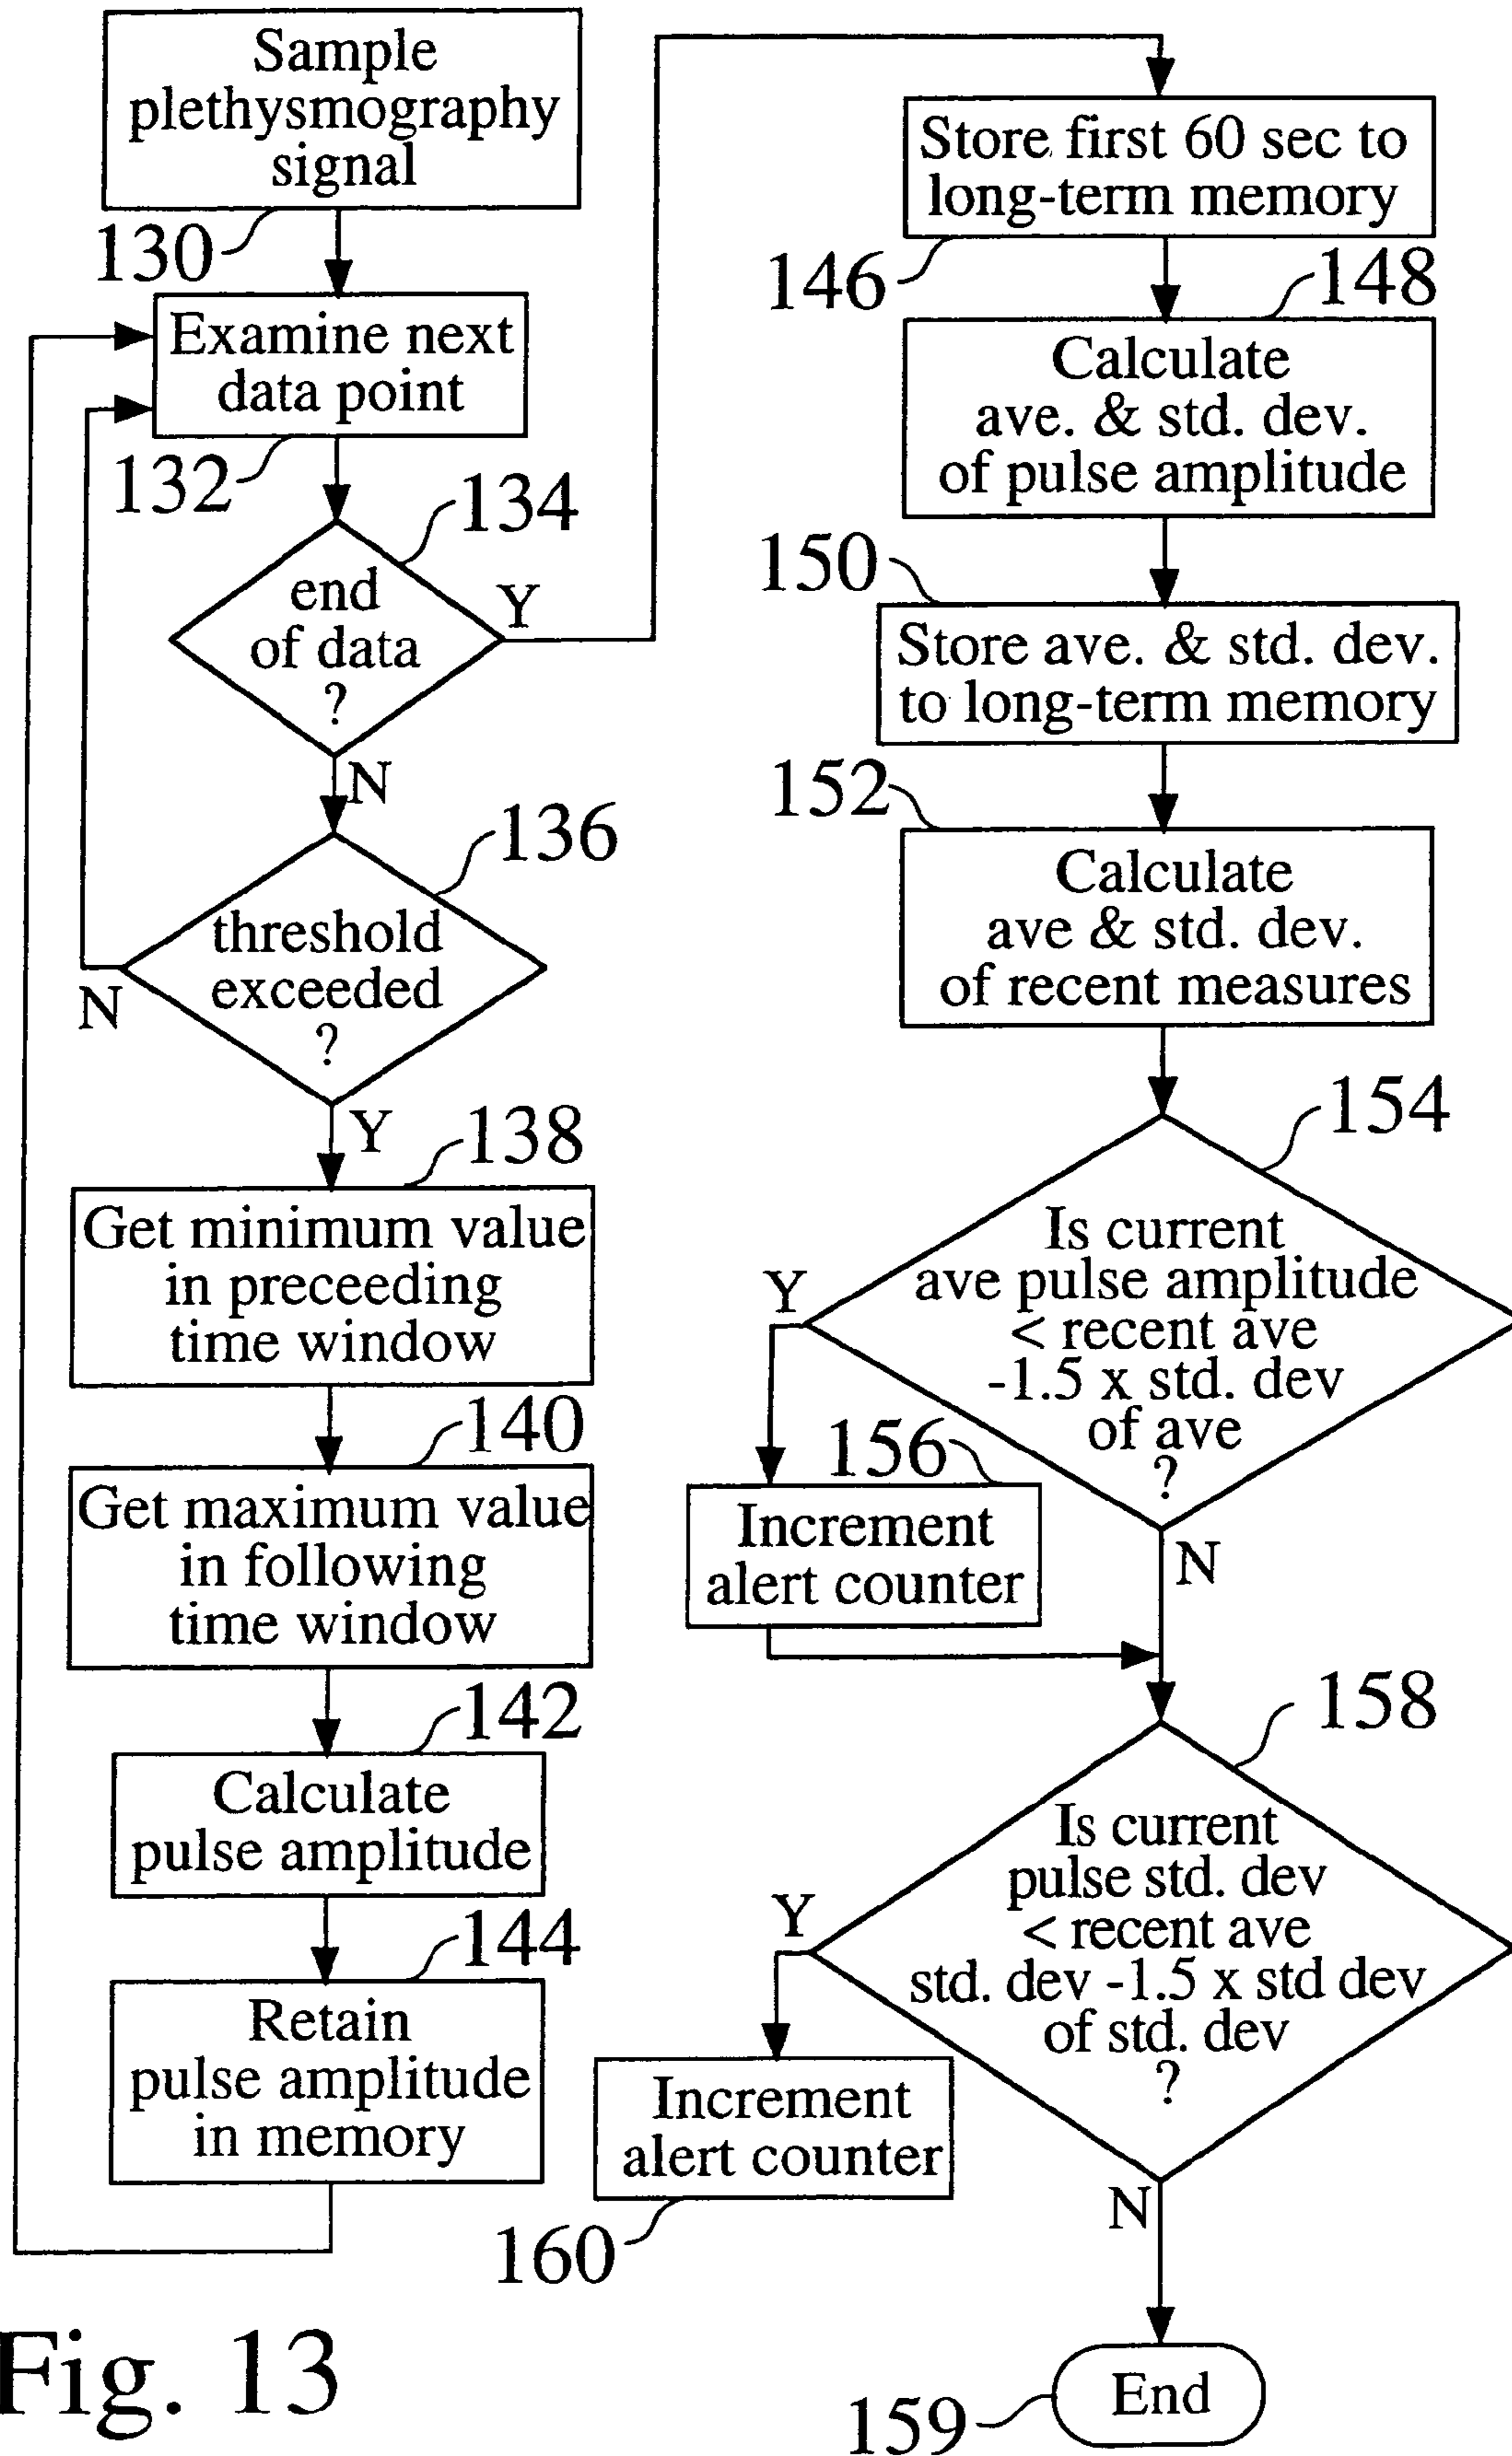 Sample
plethysmography
signal
130
Examine next
data point
132
134
end
of data
?
Y
N
136
threshold
exceeded
?
N
Y
138
Get minimum value
in preceeding
time window
140
Get maximum value
in following
time window
142
Calculate
pulse amplitude
144
Retain
pulse amplitude
in memory
Store first 60 sec to
long-term memory
146
148
Calculate
ave. & std. dev.
of pulse amplitude
150
Store ave. & std. dev.
to long-term memory
152
Calculate
ave & std. dev.
of recent measures
154
Is current
ave pulse amplitude
< recent ave
-1.5 x std. dev
of ave
?
Y
N
156
Increment
alert counter
158
Is current
pulse std. dev
< recent ave
std. dev -1.5 x std dev
of std. dev
?
Y
N
Increment
alert counter
160
End
159
Fig. 13